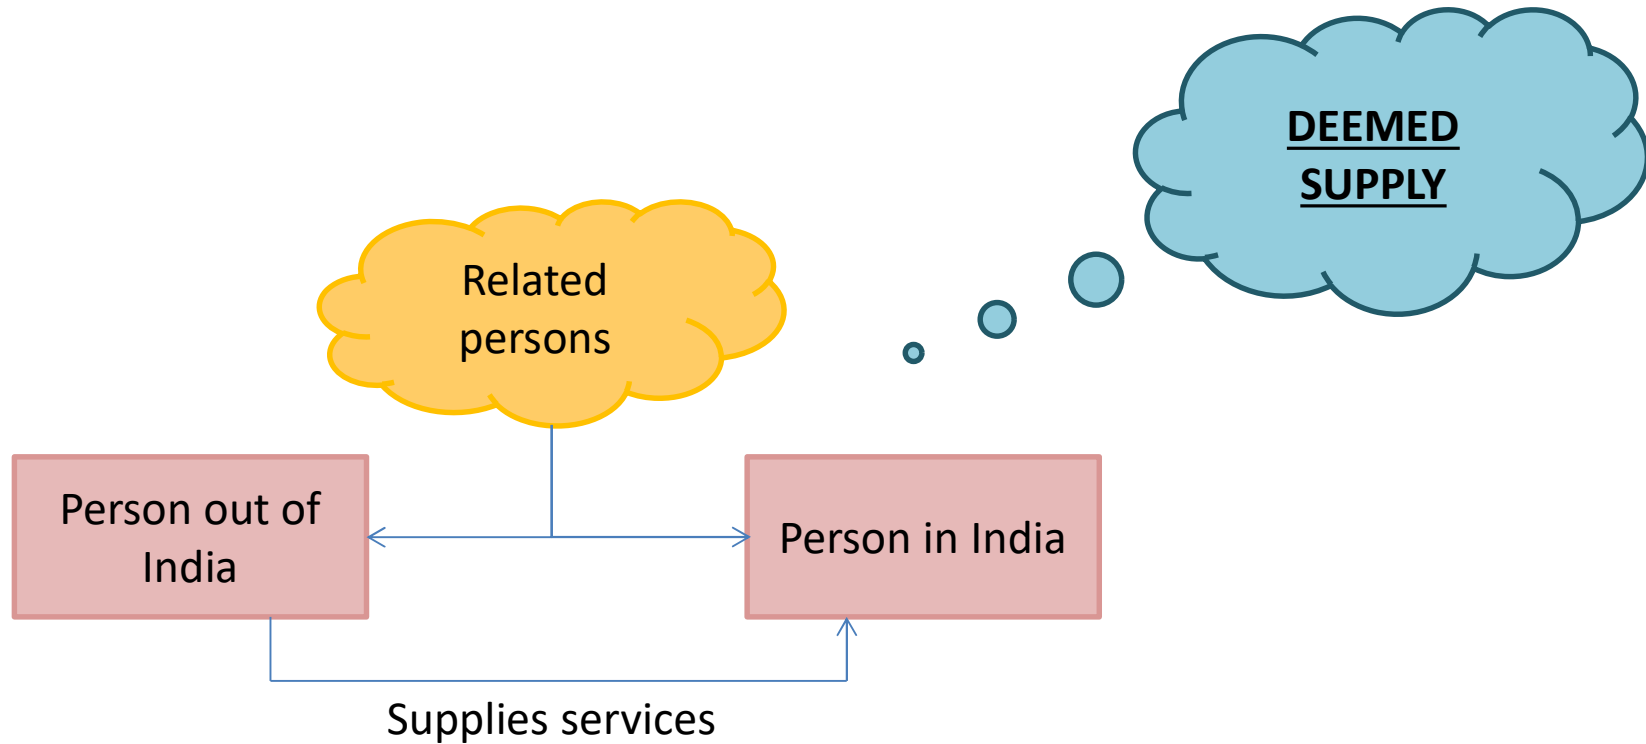 DEEMED
SUPPLY
Related
persons
Person out of
India
Person in India
Supplies services